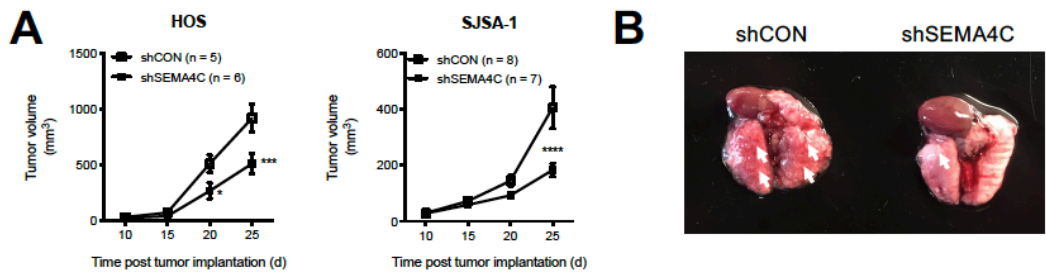 A
HOS
shCON (n = 5)
shSEMA4C (n = 6)
1000
500
0
Tumor volume
(mm³)
***
*
10 15 20 25
Time post tumor implantation (d)
SJSA-1
shCON (n = 8)
shSEMA4C (n = 7)
600
400
200
0
Tumor volume
(mm³)
****
10 15 20 25
Time post tumor implantation (d)
B
shCON shSEMA4C